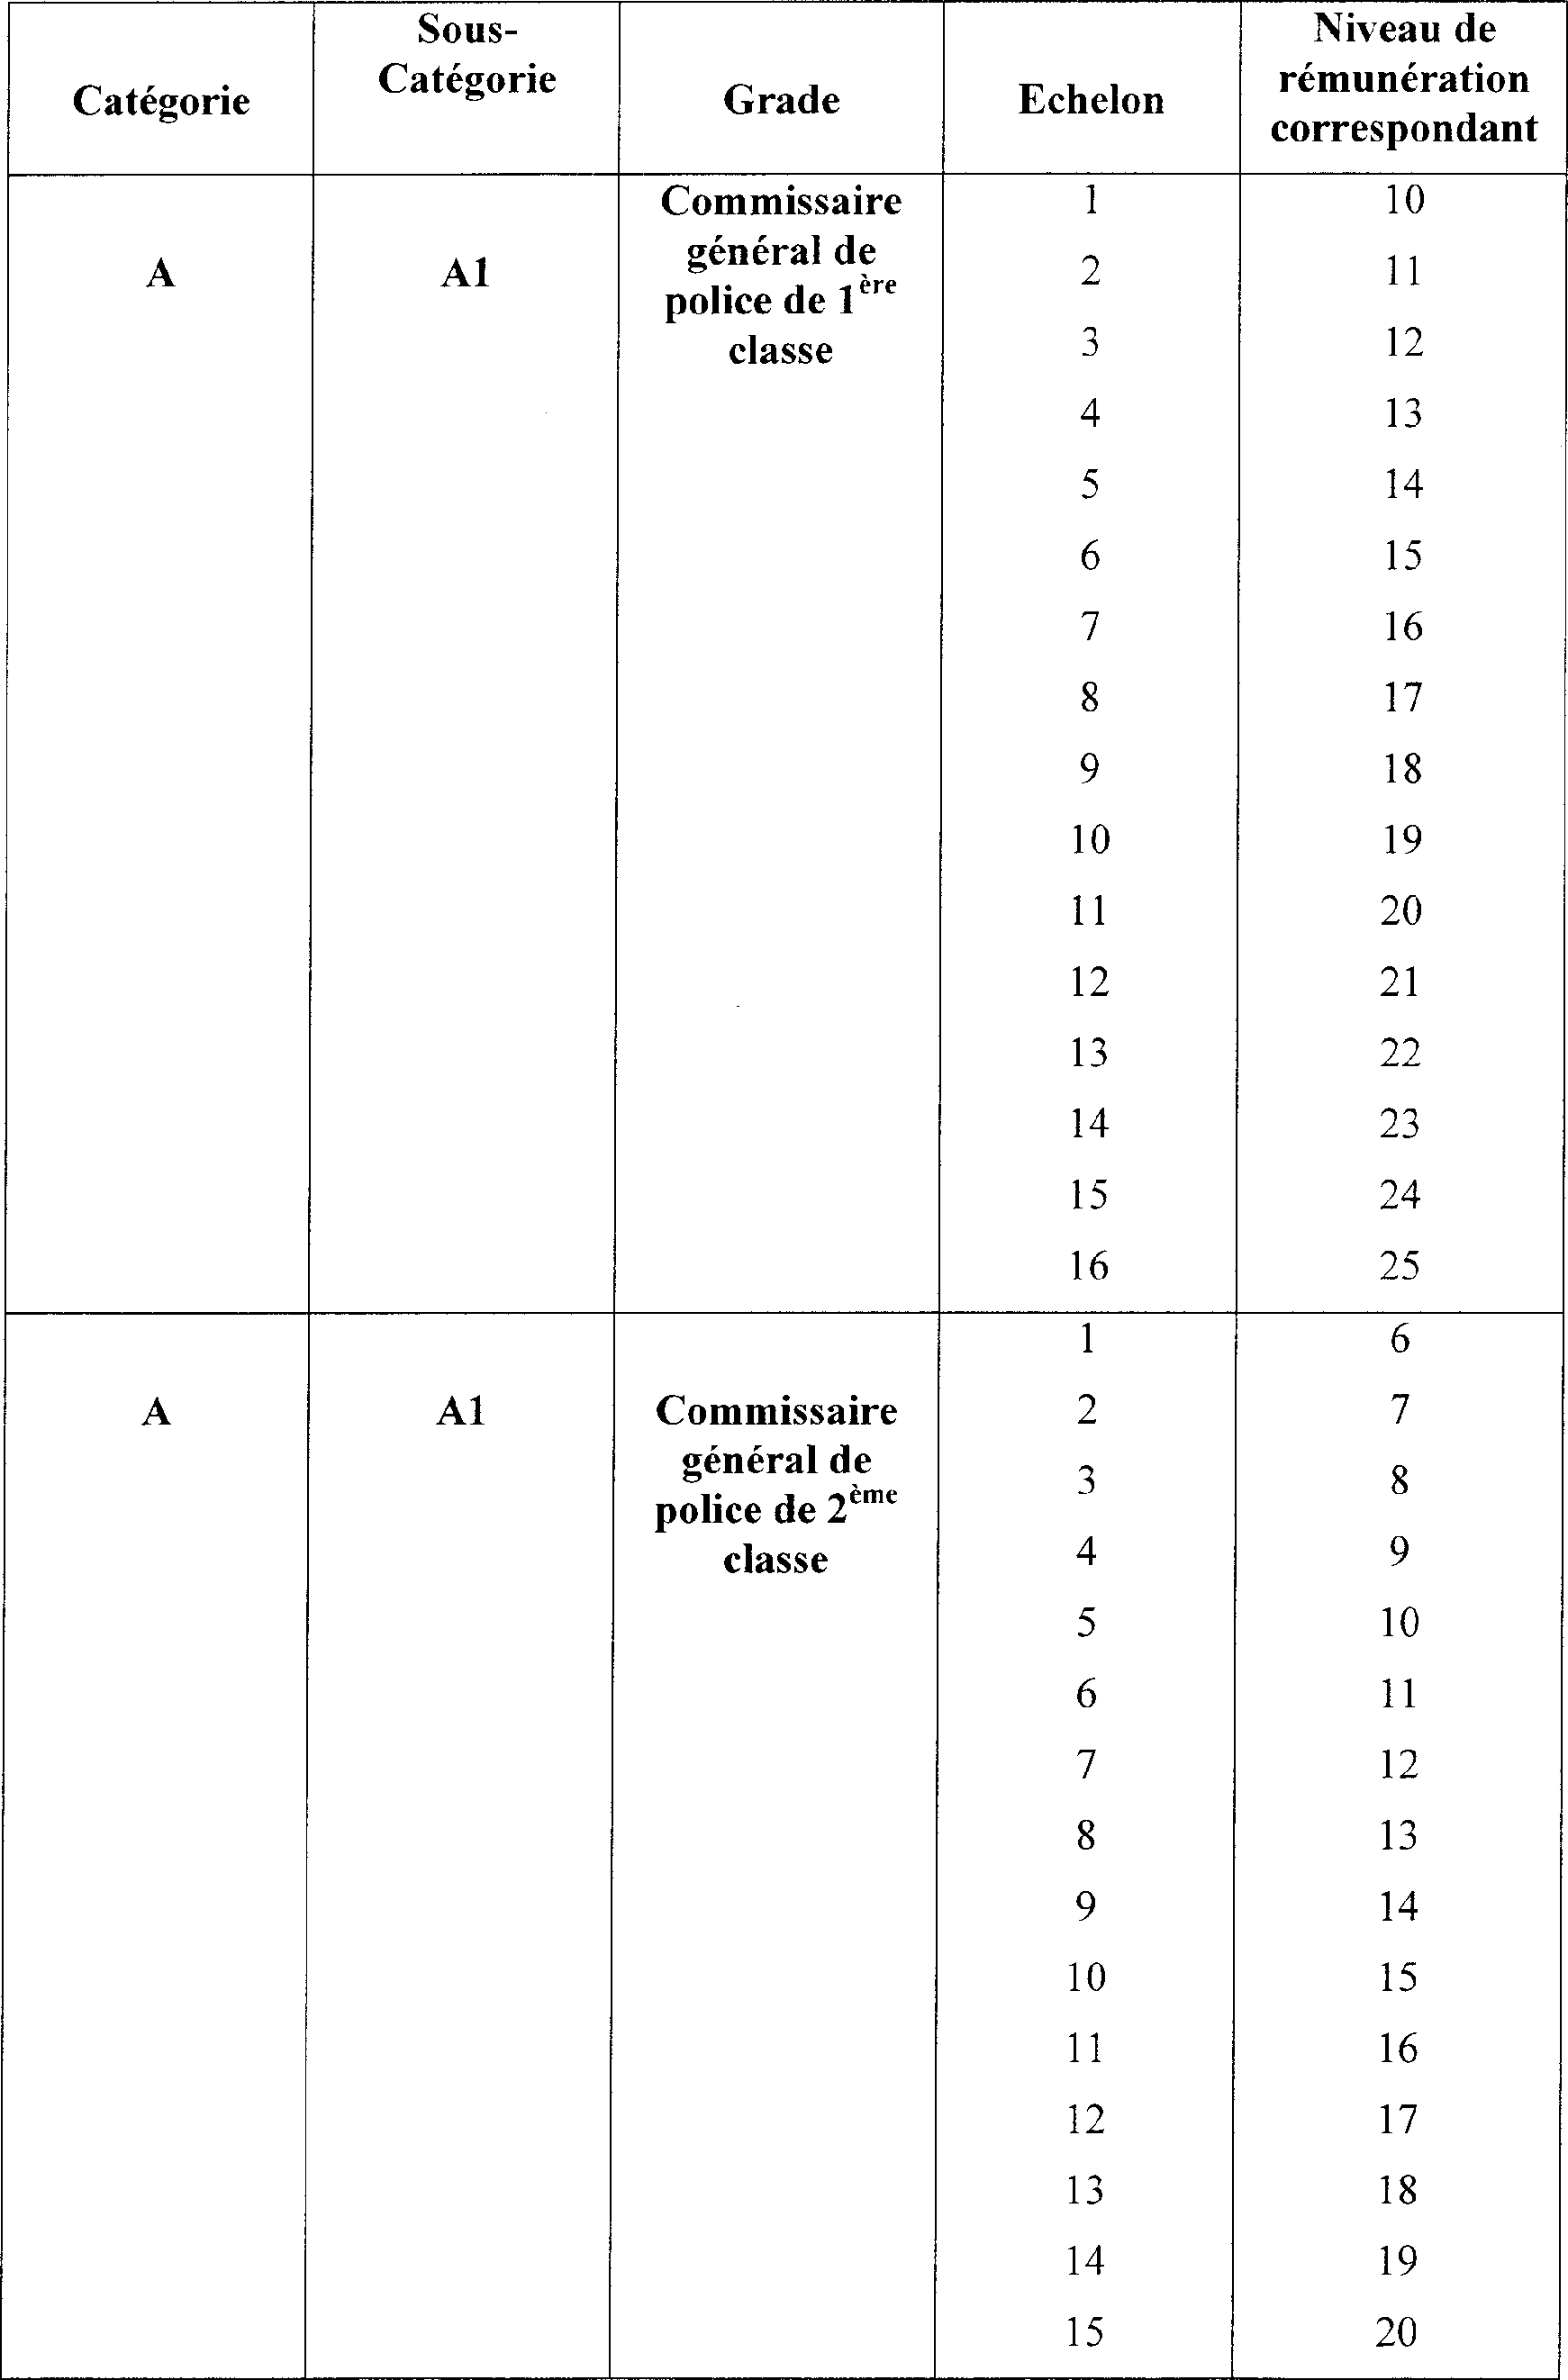 Catégorie
Sous-
Catégorie
Grade
Echelon
Niveau de
rémunération
correspondant
A
A1
Commissaire
général de
police de 1ère
classe
1 10
2 11
3 12
4 13
5 14
6 15
7 16
8 17
9 18
10 19
11 20
12 21
13 22
14 23
15 24
16 25
A
A1
Commissaire
général de
police de 2ème
classe
1 6
2 7
3 8
4 9
5 10
6 11
7 12
8 13
9 14
10 15
11 16
12 17
13 18
14 19
15 20